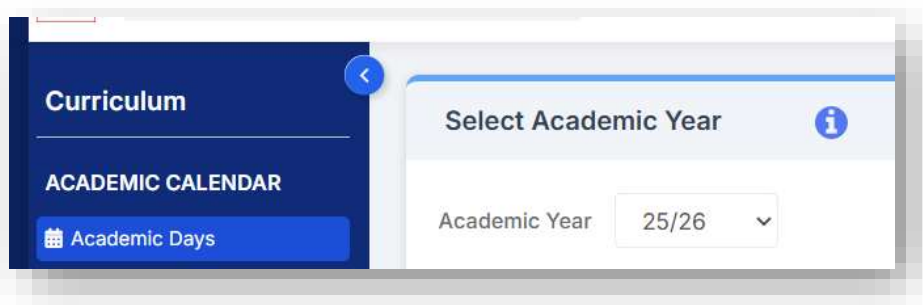 Curriculum
ACADEMIC CALENDAR
Academic Days
Select Academic Year
Academic Year 25/26